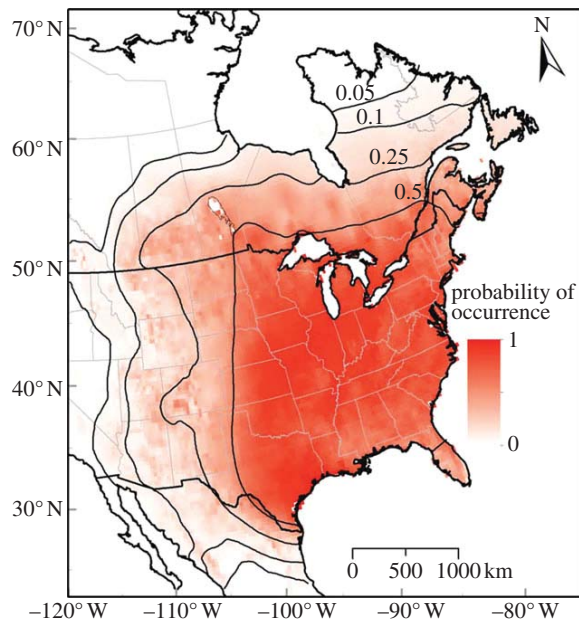 70° N
60° N
50° N
40° N
30° N
N
0.05
0.1
0.25
0.5
probability of
occurrence
1
0
0 500 1000 km
–120° W –110° W –100° W –90° W –80° W